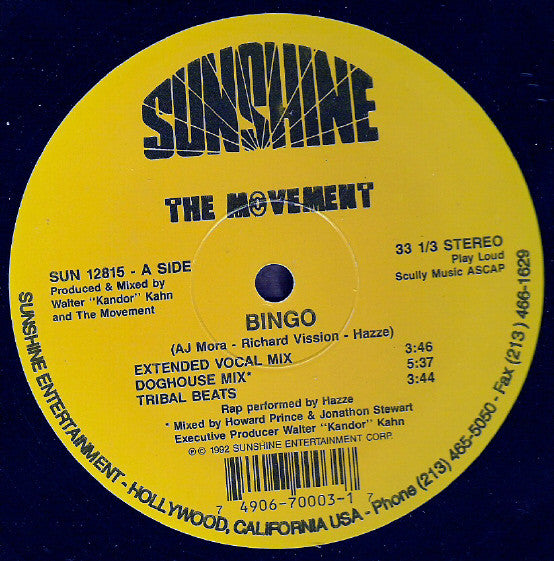 SUNSHINE
THE MOVEMENT
SUN 12815 - A SIDE
Produced & Mixed by
Walter "Kandor" Kahn
and The Movement
33 1/3 STEREO
Play Loud
Scully Music ASCAP
BINGO
(AJ Mora - Richard Vission - Hazze)
EXTENDED VOCAL MIX 3:46
DOGHOUSE MIX* 5:37
TRIBAL BEATS 3:44
Rap performed by Hazze
* Mixed by Howard Prince & Jonathon Stewart
Executive Producer Walter "Kandor" Kahn
℗ © 1992 SUNSHINE ENTERTAINMENT CORP.
7 4906-70003-1 7
SUNSHINE ENTERTAINMENT - HOLLYWOOD, CALIFORNIA USA - Phone (213) 465-5050 - Fax (213) 466-1629